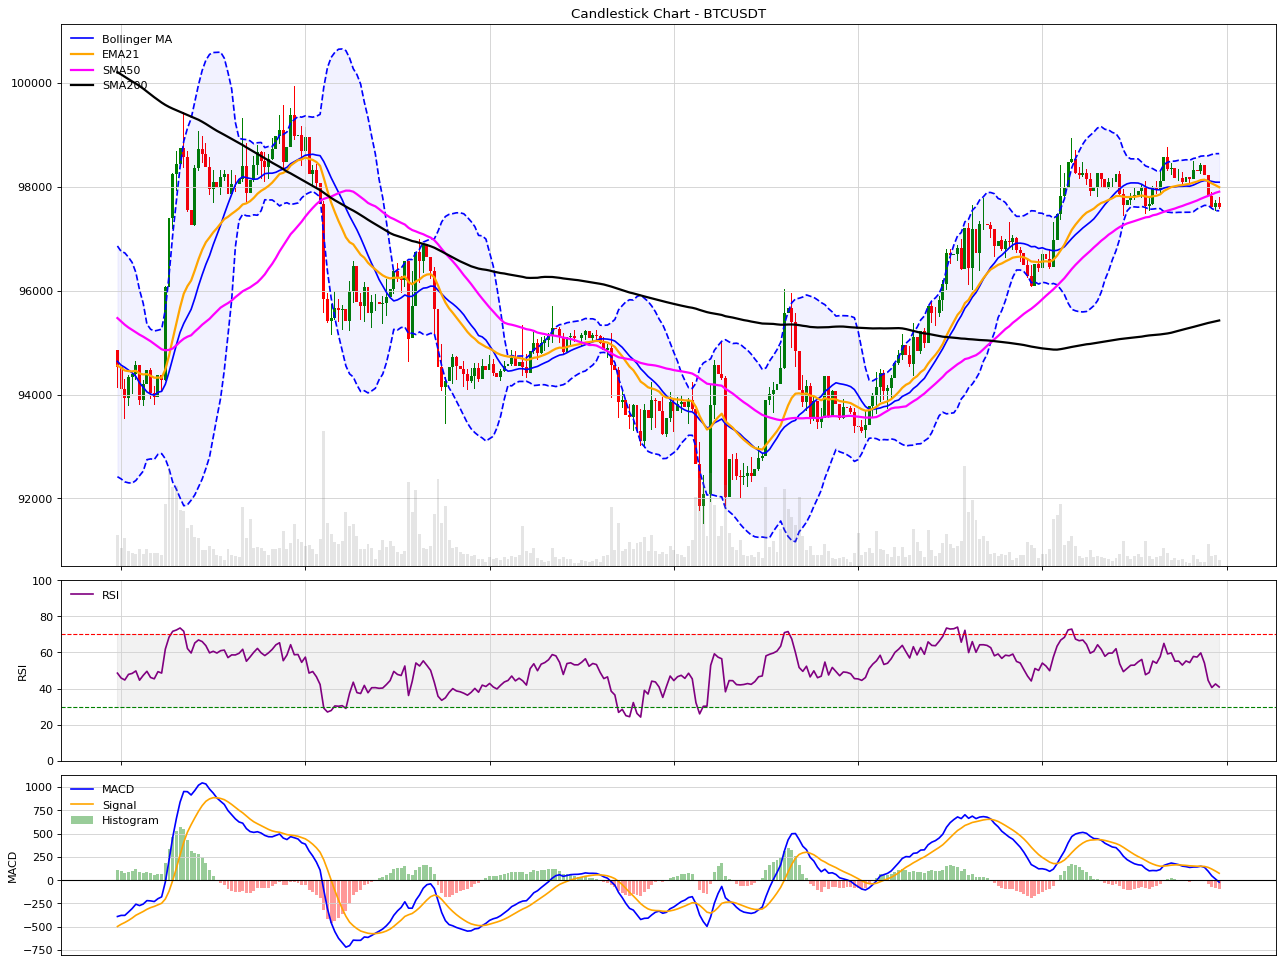 Candlestick Chart - BTCUSDT
Bollinger MA
EMA21
SMA50
SMA200
100000
98000
96000
94000
92000
RSI
100
80
60
40
20
0
RSI
MACD
Signal
Histogram
1000
750
500
250
0
−250
−500
−750
MACD